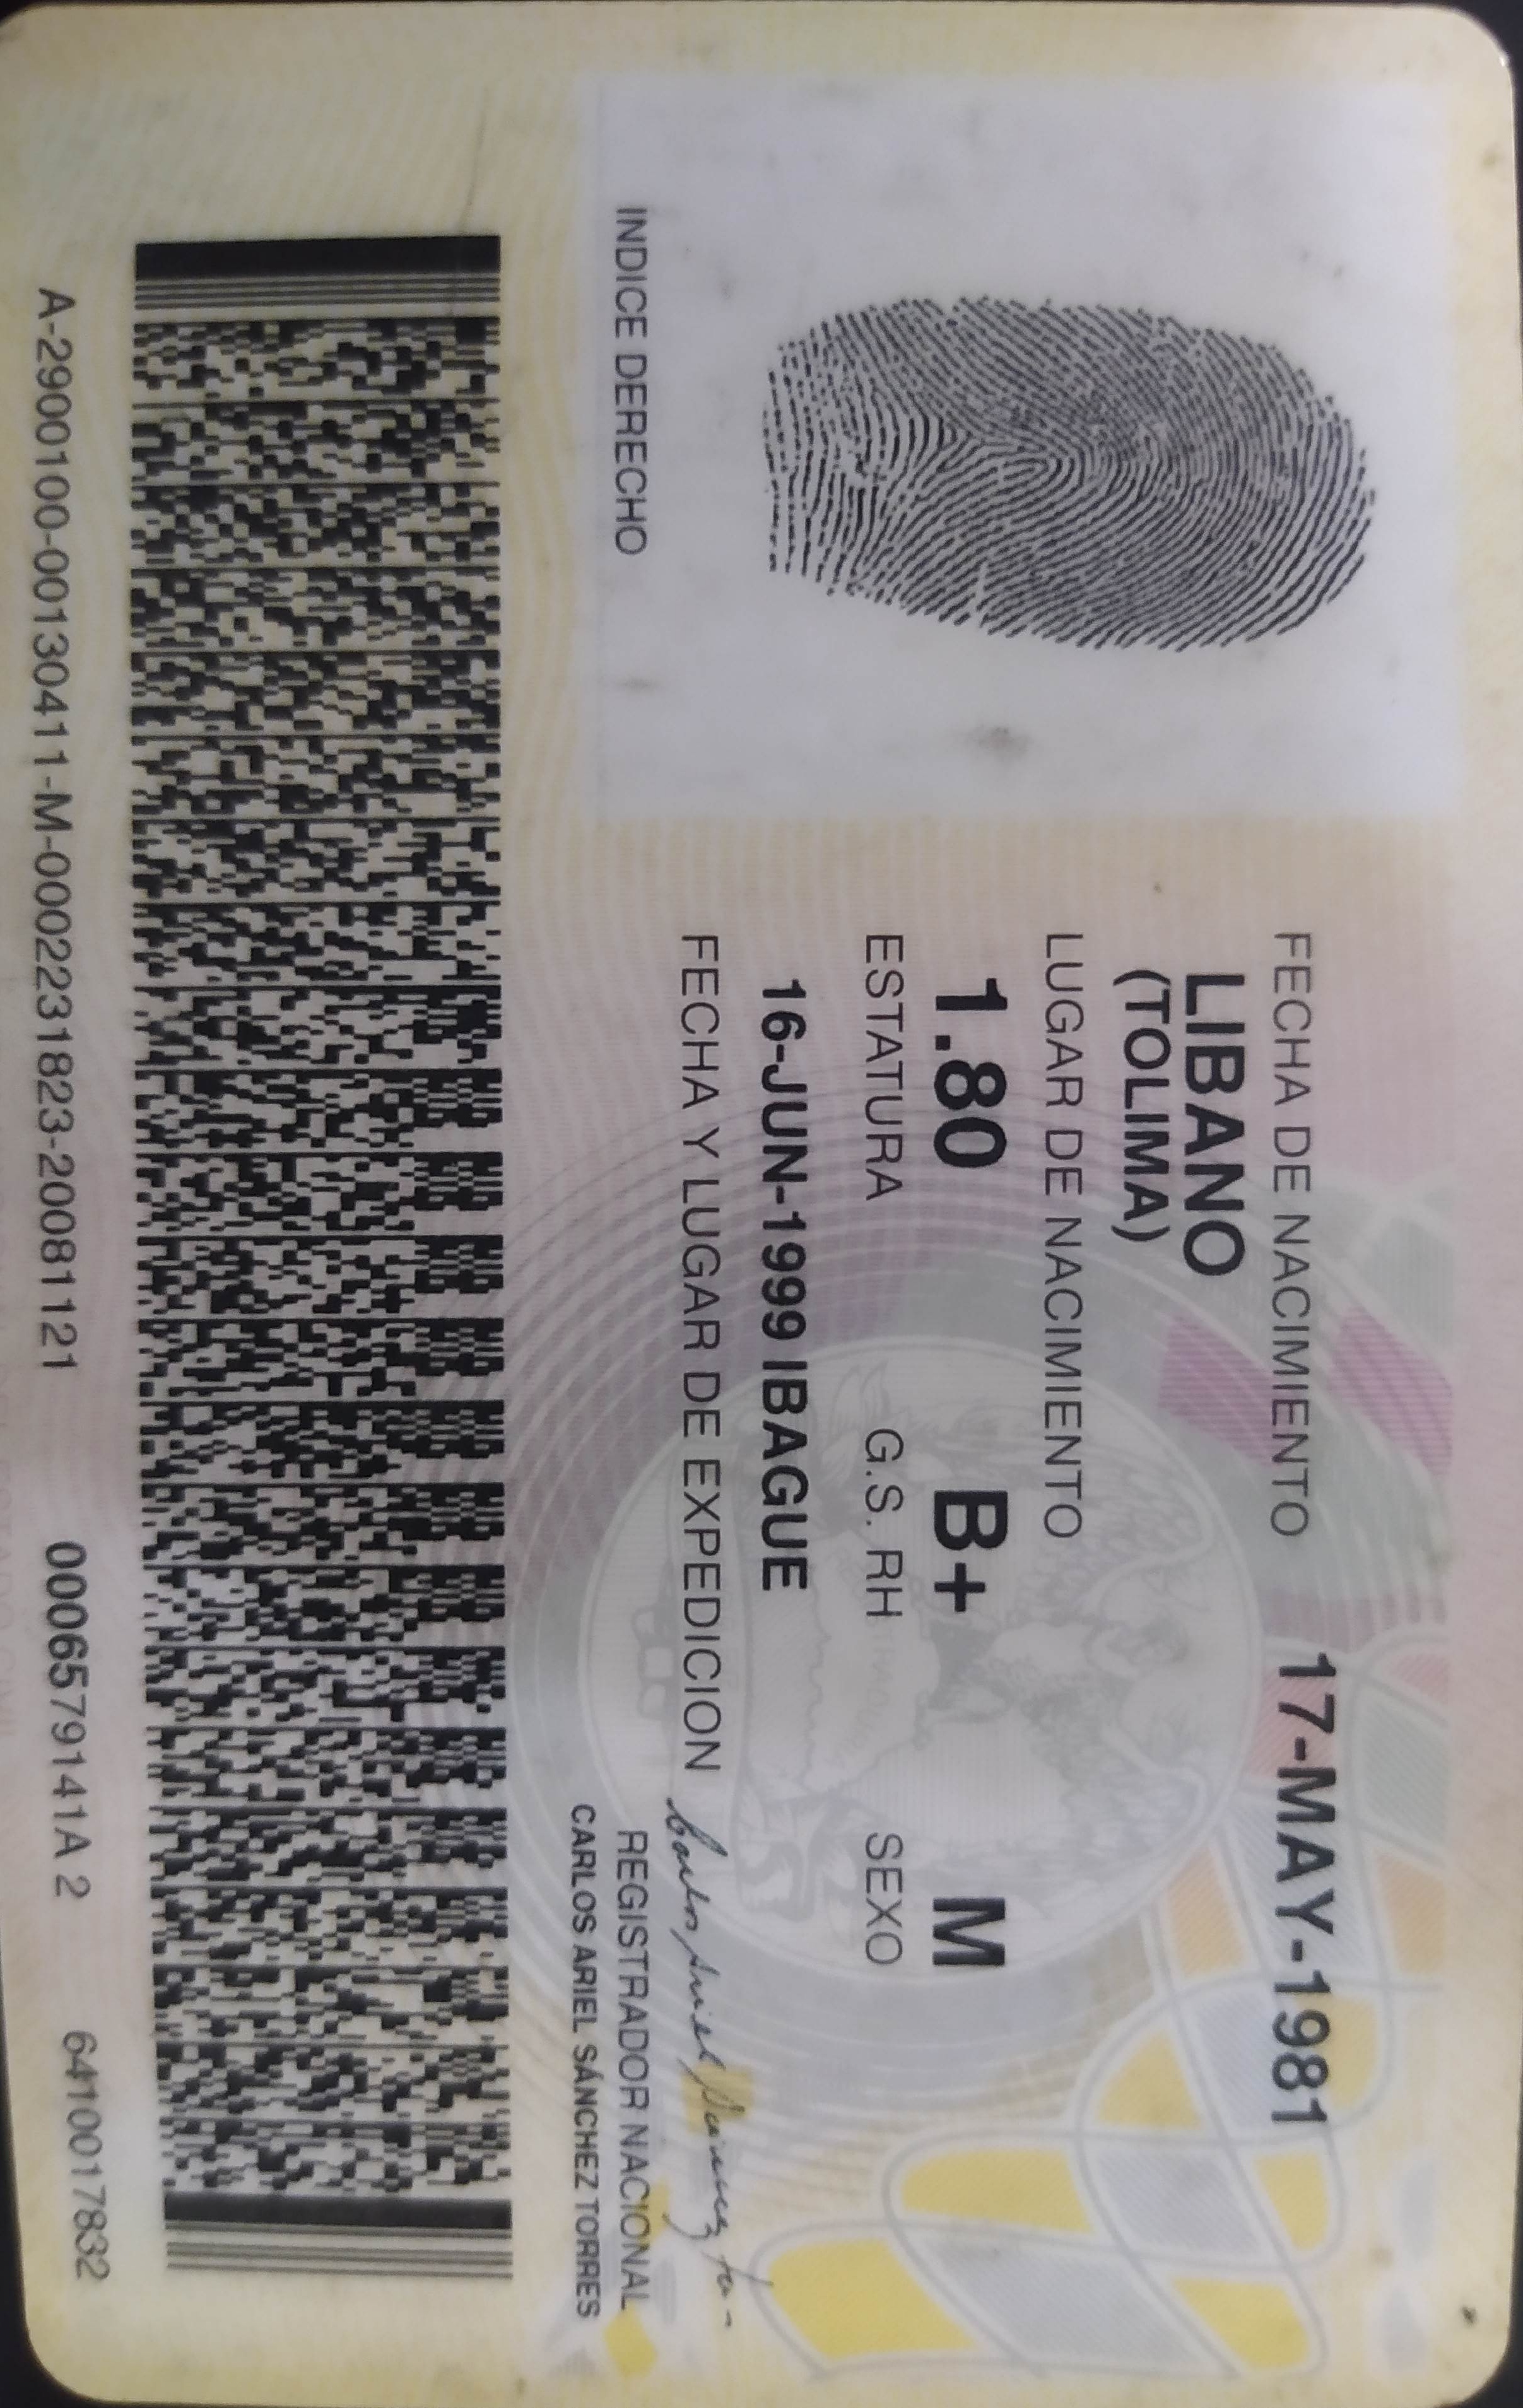 FECHA DE NACIMIENTO 17-MAY-1981
LIBANO
(TOLIMA)
LUGAR DE NACIMIENTO
1.80 B+ M
ESTATURA G.S. RH SEXO
16-JUN-1999 IBAGUE
FECHA Y LUGAR DE EXPEDICION
INDICE DERECHO
REGISTRADOR NACIONAL
CARLOS ARIEL SÁNCHEZ TORRES
A-2900100-00130411-M-0002231823-20081121 0006579141A 2 6410017832